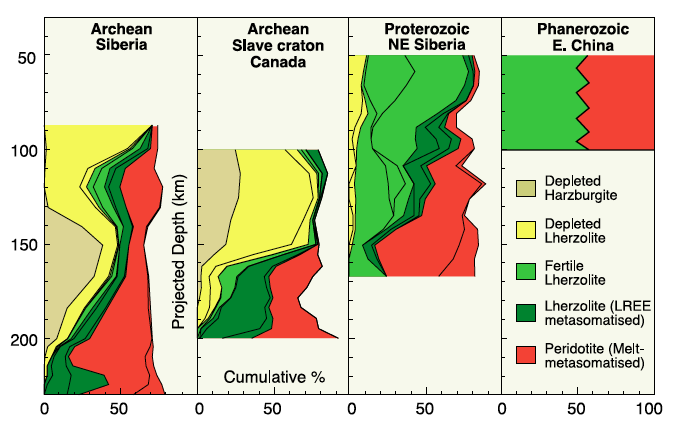 Archean
Siberia
Archean
Slave craton
Canada
Proterozoic
NE Siberia
Phanerozoic
E. China
50
100
150
200
Projected Depth (km)
Depleted
Harzburgite
Depleted
Lherzolite
Fertile
Lherzolite
Lherzolite (LREE
metasomatised)
Peridotite (Melt-
metasomatised)
Cumulative %
0 50 0 50 0 50 0 50 100